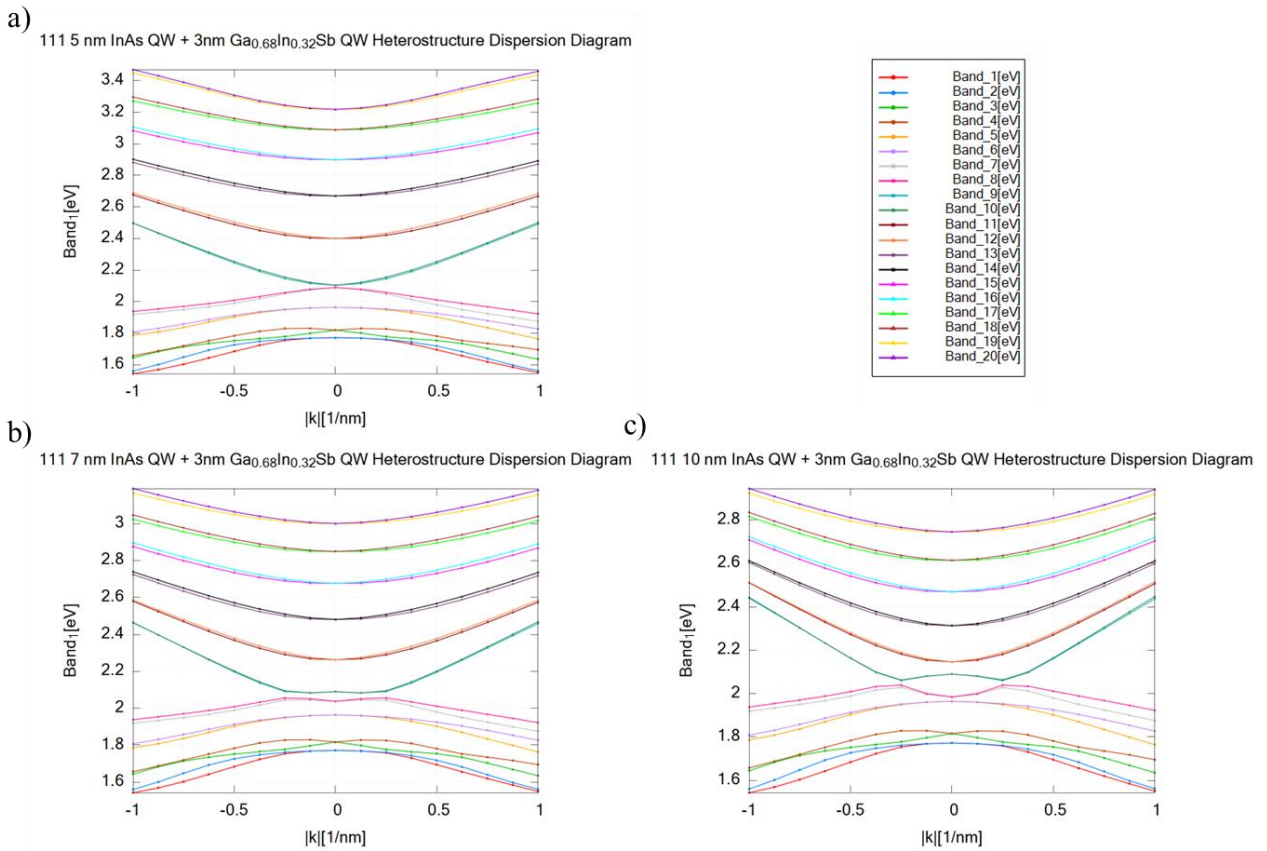 a)
111 5 nm InAs QW + 3nm Ga₀.₆₈In₀.₃₂Sb QW Heterostructure Dispersion Diagram
3.4
3.2
3
2.8
2.6
2.4
2.2
2
1.8
1.6
Band₁[eV]
-1 -0.5 0 0.5 1
|k|[1/nm]
Band_1[eV]
Band_2[eV]
Band_3[eV]
Band_4[eV]
Band_5[eV]
Band_6[eV]
Band_7[eV]
Band_8[eV]
Band_9[eV]
Band_10[eV]
Band_11[eV]
Band_12[eV]
Band_13[eV]
Band_14[eV]
Band_15[eV]
Band_16[eV]
Band_17[eV]
Band_18[eV]
Band_19[eV]
Band_20[eV]
b)
111 7 nm InAs QW + 3nm Ga₀.₆₈In₀.₃₂Sb QW Heterostructure Dispersion Diagram
3
2.8
2.6
2.4
2.2
2
1.8
1.6
Band₁[eV]
-1 -0.5 0 0.5 1
|k|[1/nm]
c)
111 10 nm InAs QW + 3nm Ga₀.₆₈In₀.₃₂Sb QW Heterostructure Dispersion Diagram
2.8
2.6
2.4
2.2
2
1.8
1.6
Band₁[eV]
-1 -0.5 0 0.5 1
|k|[1/nm]